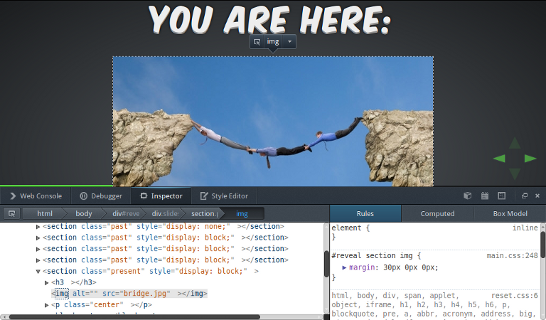 YOU ARE HERE:
img
Web Console
Debugger
Inspector
Style Editor
html
body
div#reve
div.slide
section.
img
Rules
Computed
Box Model
<section class="past" style="display: none;" ></section>
<section class="past" style="display: block;" ></section>
<section class="past" style="display: block;" ></section>
<section class="past" style="display: block;" ></section>
<section class="present" style="display: block;" >
<h3 ></h3>
<img alt="" src="bridge.jpg" ></img>
<p class="center" ></p>
element {
inline
}
#reveal section img {
main.css:248
margin: 30px 0px 0px;
}
html, body, div, span, applet,
reset.css:6
object, iframe, h1, h2, h3, h4, h5, h6, p,
blockquote, pre, a, abbr, acronym, address, big,